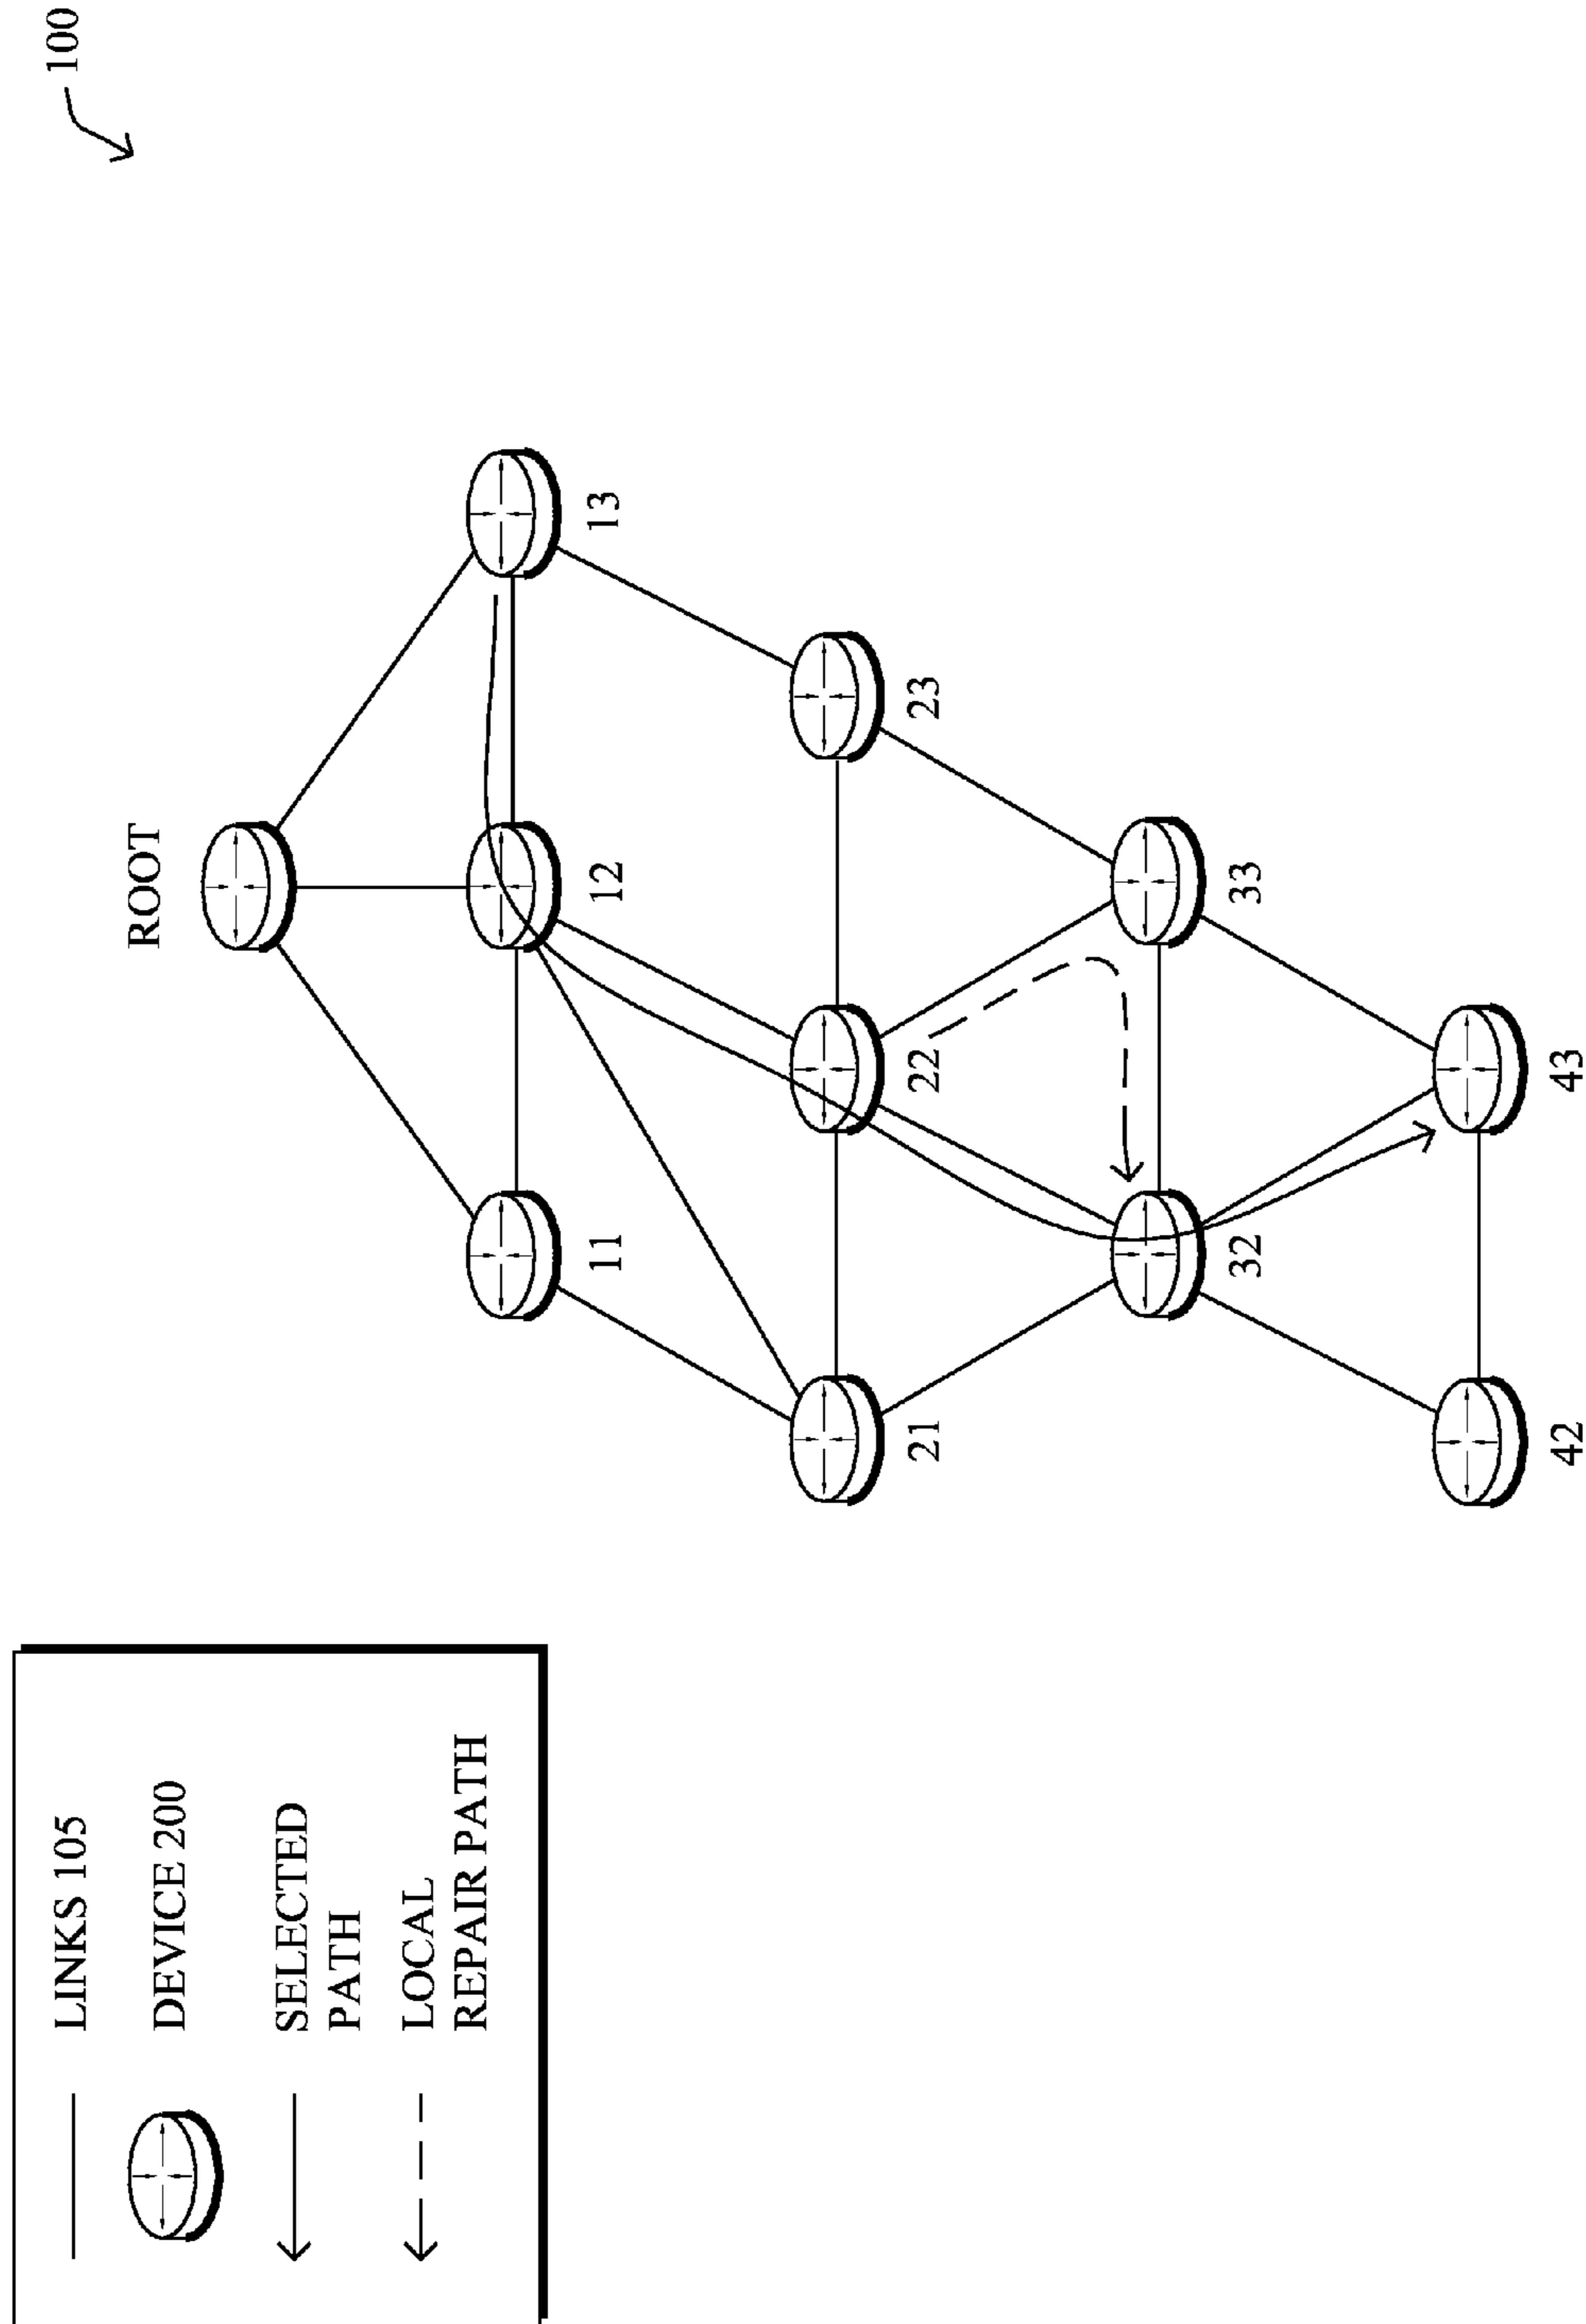 100
LINKS 105
DEVICE 200
SELECTED
PATH
LOCAL
REPAIR PATH
ROOT
11
12
13
21
22
23
32
33
42
43